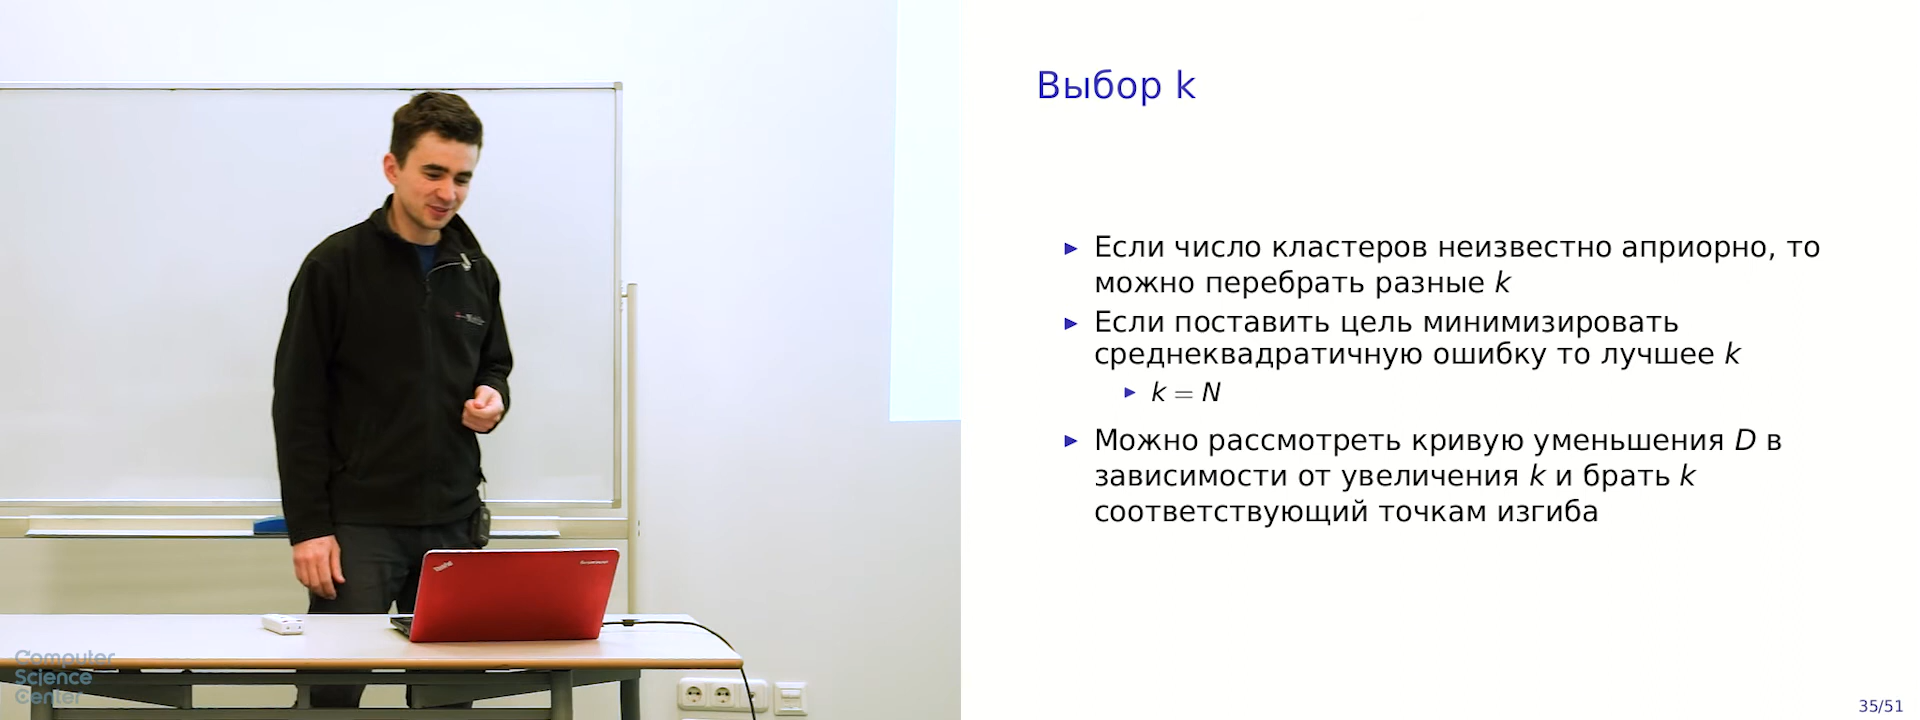 Выбор k
▸ Если число кластеров неизвестно априорно, то
можно перебрать разные k
▸ Если поставить цель минимизировать
среднеквадратичную ошибку то лучшее k
▸ k = N
▸ Можно рассмотреть кривую уменьшения D в
зависимости от увеличения k и брать k
соответствующий точкам изгиба
35/51
Computer
Science
Center